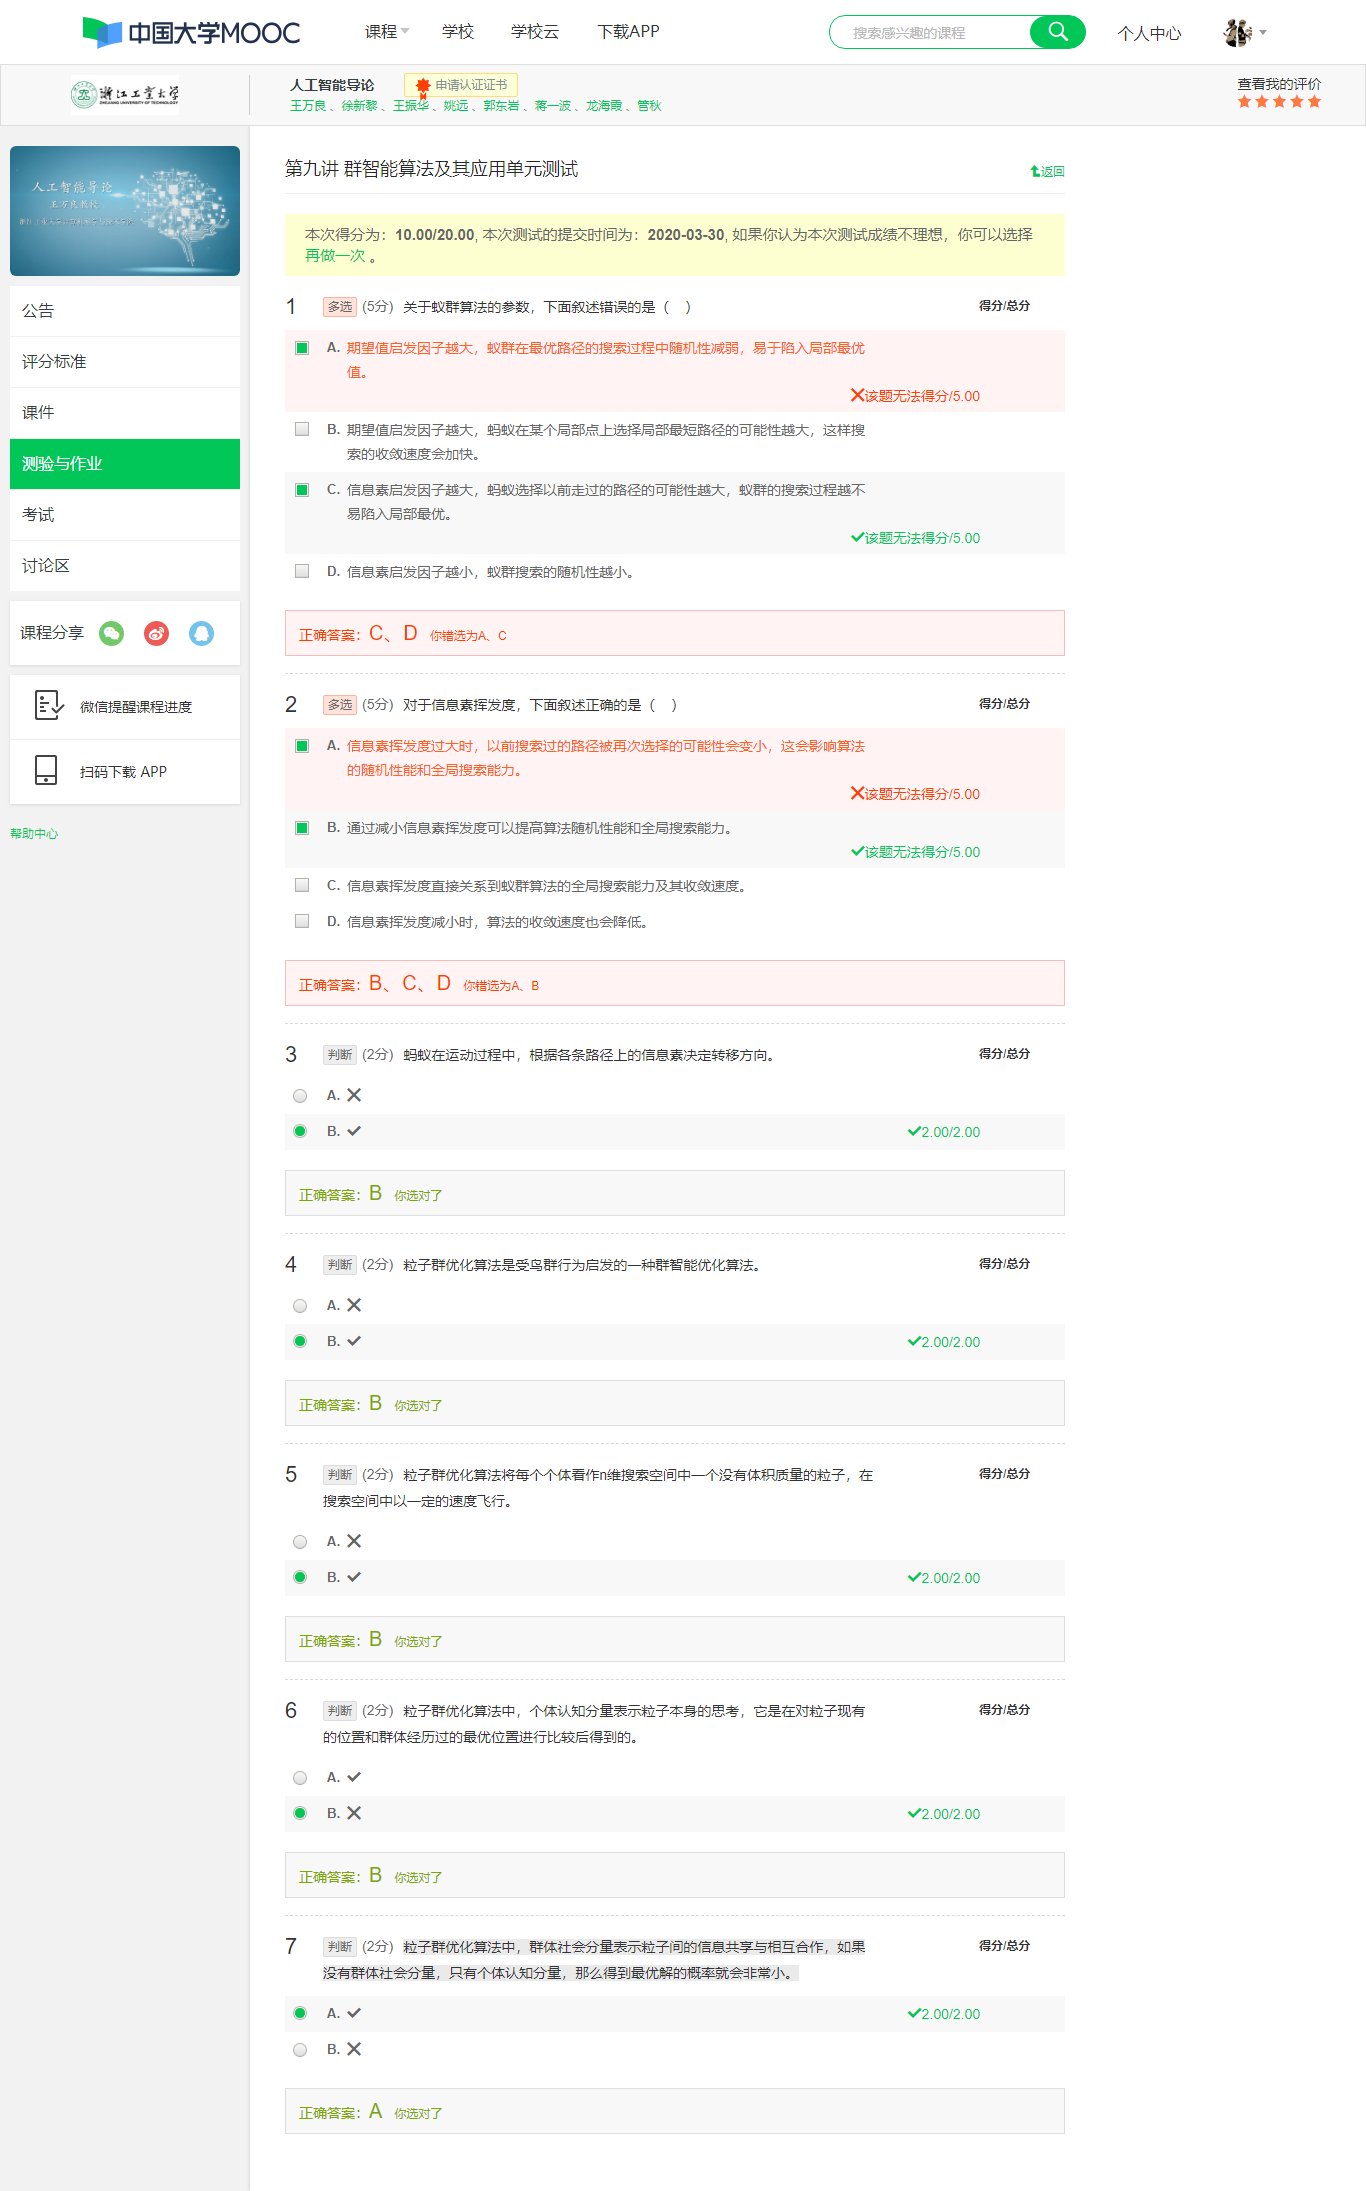 中国大学MOOC
课程 学校 学校云 下载APP
搜索感兴趣的课程
个人中心
浙江工业大学
ZHEJIANG UNIVERSITY OF TECHNOLOGY
人工智能导论 申请认证证书
王万良、徐新黎、王振华、姚远、郭东岩、蒋一波、龙海霞、管秋
查看我的评价
人工智能导论
王万良教授
公告
评分标准
课件
测验与作业
考试
讨论区
课程分享
微信提醒课程进度
扫码下载 APP
帮助中心
第九讲 群智能算法及其应用单元测试
返回
本次得分为：10.00/20.00, 本次测试的提交时间为：2020-03-30, 如果你认为本次测试成绩不理想，你可以选择
再做一次 。
1 多选 (5分) 关于蚁群算法的参数，下面叙述错误的是（ ） 得分/总分
A. 期望值启发因子越大，蚁群在最优路径的搜索过程中随机性减弱，易于陷入局部最优
值。
该题无法得分/5.00
B. 期望值启发因子越大，蚂蚁在某个局部点上选择局部最短路径的可能性越大，这样搜
索的收敛速度会加快。
C. 信息素启发因子越大，蚂蚁选择以前走过的路径的可能性越大，蚁群的搜索过程越不
易陷入局部最优。
该题无法得分/5.00
D. 信息素启发因子越小，蚁群搜索的随机性越小。
正确答案：C、D 你错选为A、C
2 多选 (5分) 对于信息素挥发度，下面叙述正确的是（ ） 得分/总分
A. 信息素挥发度过大时，以前搜索过的路径被再次选择的可能性会变小，这会影响算法
的随机性能和全局搜索能力。
该题无法得分/5.00
B. 通过减小信息素挥发度可以提高算法随机性能和全局搜索能力。
该题无法得分/5.00
C. 信息素挥发度直接关系到蚁群算法的全局搜索能力及其收敛速度。
D. 信息素挥发度减小时，算法的收敛速度也会降低。
正确答案：B、C、D 你错选为A、B
3 判断 (2分) 蚂蚁在运动过程中，根据各条路径上的信息素决定转移方向。 得分/总分
A.
B. 2.00/2.00
正确答案：B 你选对了
4 判断 (2分) 粒子群优化算法是受鸟群行为启发的一种群智能优化算法。 得分/总分
A.
B. 2.00/2.00
正确答案：B 你选对了
5 判断 (2分) 粒子群优化算法将每个个体看作n维搜索空间中一个没有体积质量的粒子，在 得分/总分
搜索空间中以一定的速度飞行。
A.
B. 2.00/2.00
正确答案：B 你选对了
6 判断 (2分) 粒子群优化算法中，个体认知分量表示粒子本身的思考，它是在对粒子现有 得分/总分
的位置和群体经历过的最优位置进行比较后得到的。
A.
B. 2.00/2.00
正确答案：B 你选对了
7 判断 (2分) 粒子群优化算法中，群体社会分量表示粒子间的信息共享与相互合作，如果 得分/总分
没有群体社会分量，只有个体认知分量，那么得到最优解的概率就会非常小。
A. 2.00/2.00
B.
正确答案：A 你选对了